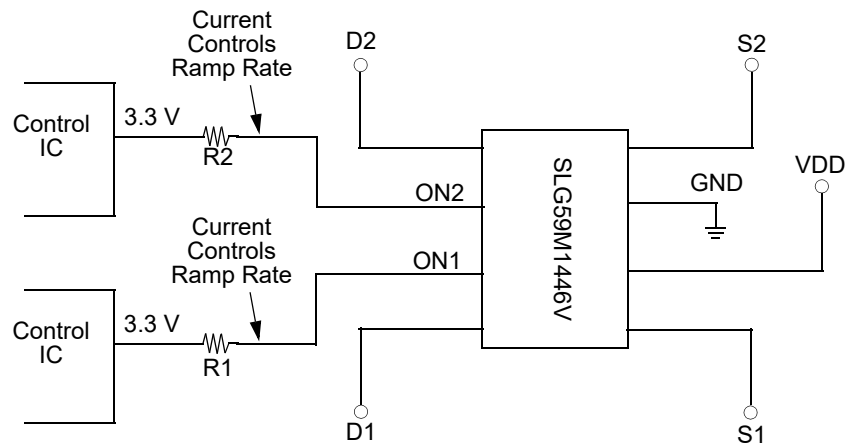 Current
Controls
Ramp Rate
D2
S2
Control
IC
3.3 V
R2
SLG59M1446V
GND
VDD
ON2
Current
Controls
Ramp Rate
ON1
Control
IC
3.3 V
R1
D1
S1